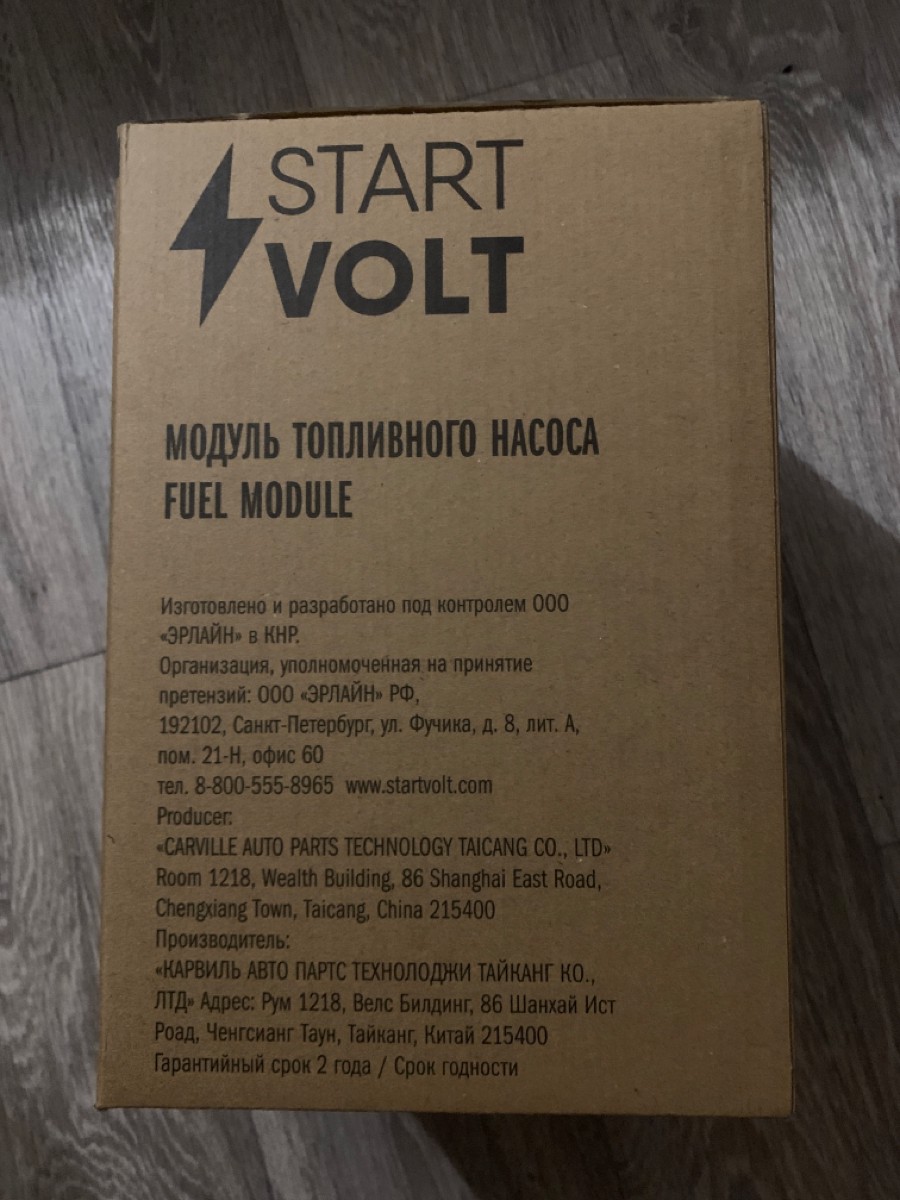 START
VOLT
МОДУЛЬ ТОПЛИВНОГО НАСОСА
FUEL MODULE
Изготовлено и разработано под контролем ООО
«ЭРЛАЙН» в КНР.
Организация, уполномоченная на принятие
претензий: ООО «ЭРЛАЙН» РФ,
192102, Санкт-Петербург, ул. Фучика, д. 8, лит. А,
пом. 21-Н, офис 60
тел. 8-800-555-8965 www.startvolt.com
Producer:
«CARVILLE AUTO PARTS TECHNOLOGY TAICANG CO., LTD»
Room 1218, Wealth Building, 86 Shanghai East Road,
Chengxiang Town, Taicang, China 215400
Производитель:
«КАРВИЛЬ АВТО ПАРТС ТЕХНОЛОДЖИ ТАЙКАНГ КО.,
ЛТД» Адрес: Рум 1218, Велс Билдинг, 86 Шанхай Ист
Роад, Ченгсианг Таун, Тайканг, Китай 215400
Гарантийный срок 2 года / Срок годности